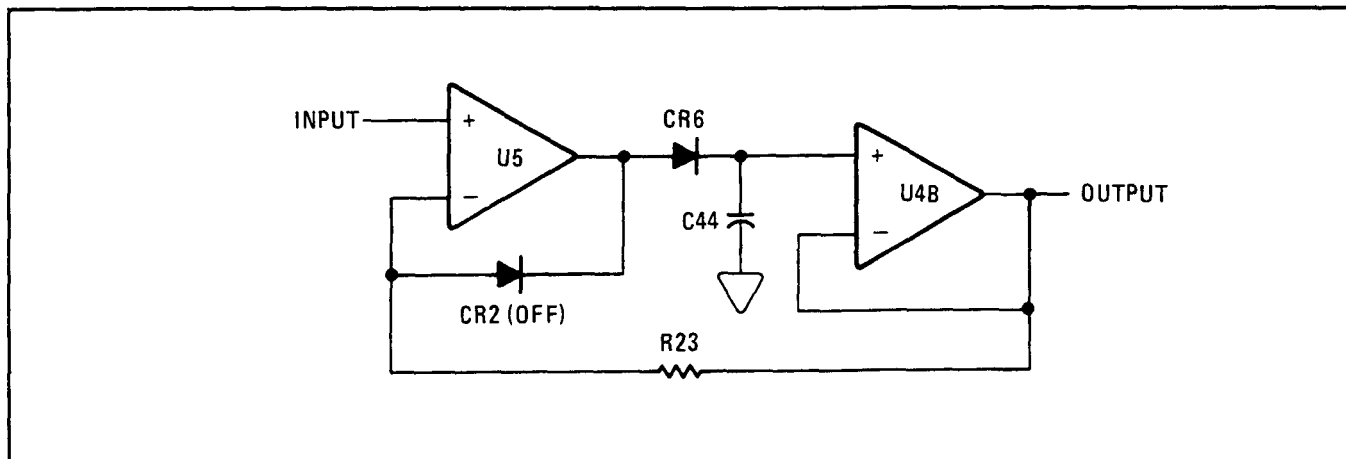 INPUT
+
U5
−
CR6
C44
+
U4B
−
OUTPUT
CR2 (OFF)
R23